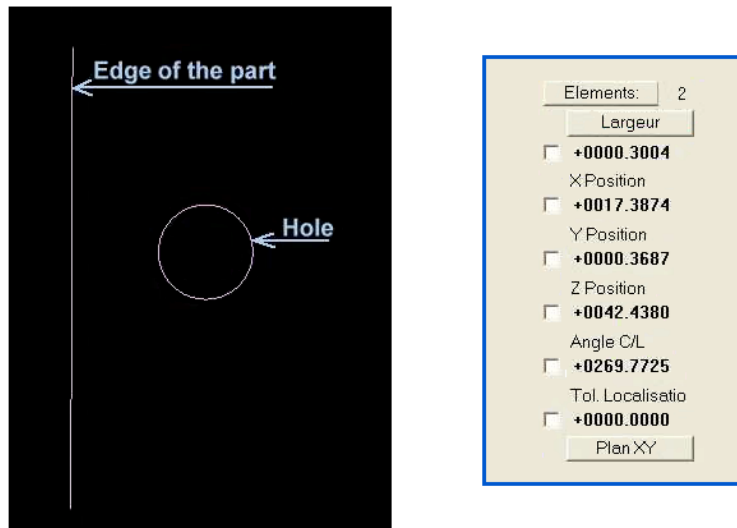 Edge of the part
Hole
Elements: 2
Largeur
+0000.3004
X Position
+0017.3874
Y Position
+0000.3687
Z Position
+0042.4380
Angle C/L
+0269.7725
Tol. Localisatio
+0000.0000
Plan XY